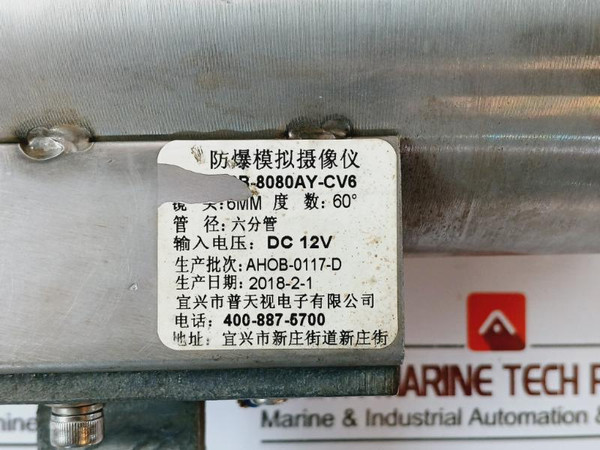 防爆模拟摄像仪
-8080AY-CV6
镜 头:6MM 度 数:60°
管 径:六分管
输入电压: DC 12V
生产批次:AHOB-0117-D
生产日期:2018-2-1
宜兴市普天视电子有限公司
电话:400-887-5700
地址:宜兴市新庄街道新庄街
MARINE TECH
Marine & Industrial Automation &